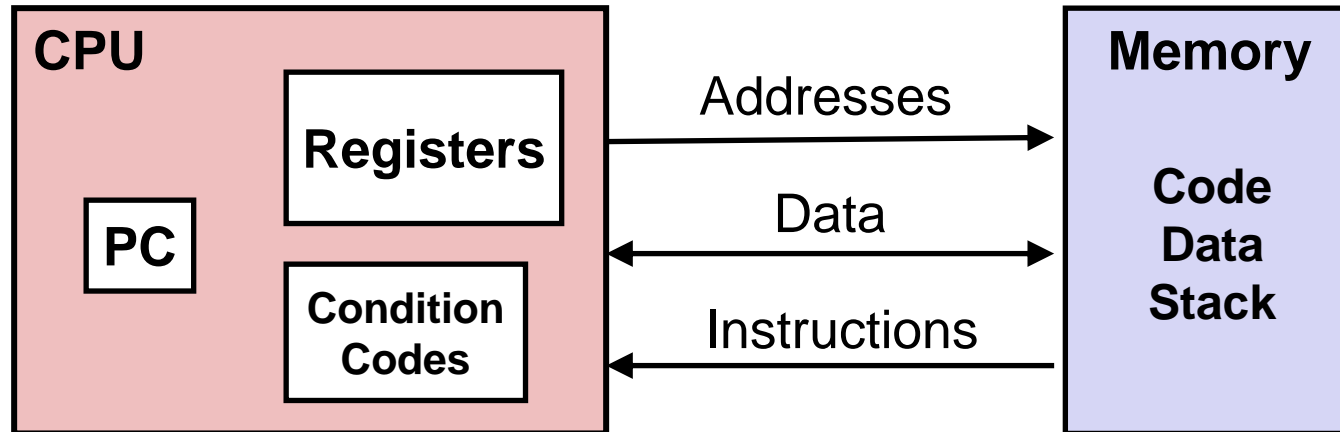 CPU
Registers
PC
Condition
Codes
Addresses
Data
Instructions
Memory
Code
Data
Stack